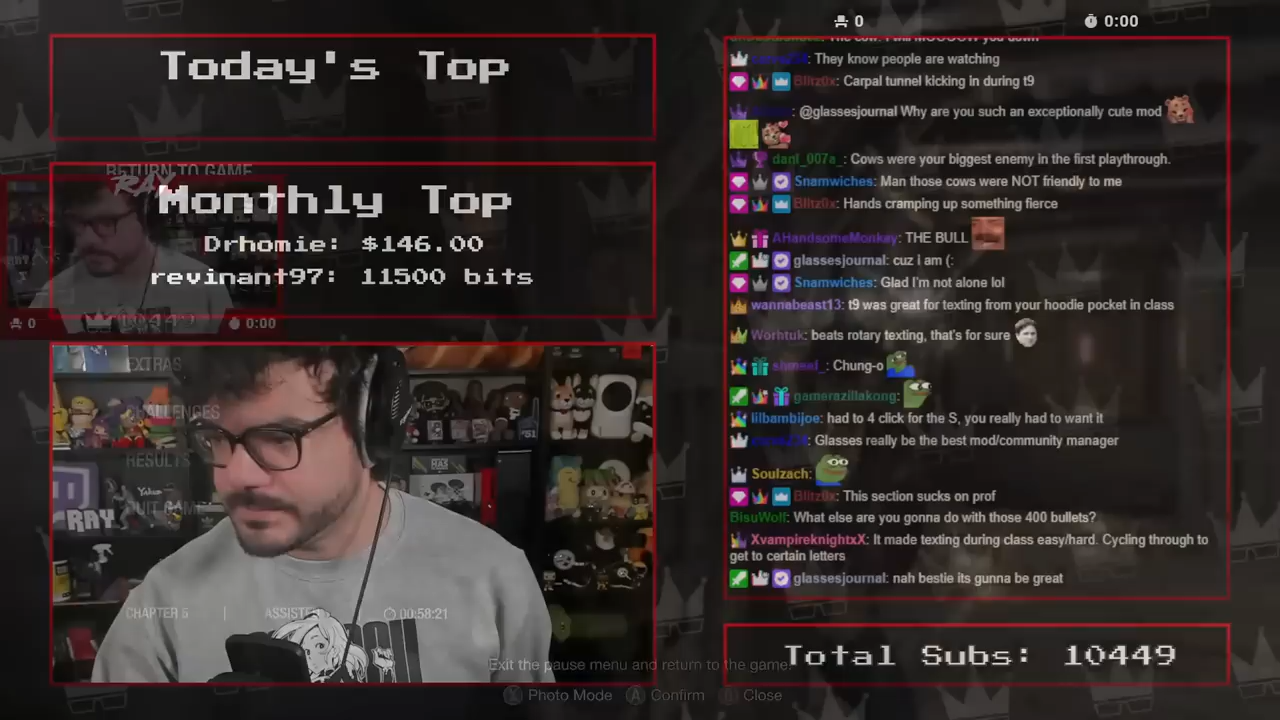 0
0:00
Today's Top
Monthly Top
Drhomie: $146.00
revinant97: 11500 bits
RETURN TO GAME
RAY
0
0:00
EXTRAS
CHALLENGES
RESULTS
QUIT GAME
RAY
CHAPTER 5 | ASSISTED 00:58:21
: They know people are watching
Blitz0x: Carpal tunnel kicking in during t9
: @glassesjournal Why are you such an exceptionally cute mod
dani_007a_: Cows were your biggest enemy in the first playthrough.
Snamwiches: Man those cows were NOT friendly to me
Blitz0x: Hands cramping up something fierce
AHandsomeMonkey: THE BULL
glassesjournal: cuz i am (:
Snamwiches: Glad I'm not alone lol
wannabeast13: t9 was great for texting from your hoodie pocket in class
Worhtuk: beats rotary texting, that's for sure
: Chung-o
gamerazillakong:
lilbambijoe: had to 4 click for the S, you really had to want it
: Glasses really be the best mod/community manager
Soulzach:
Blitz0x: This section sucks on prof
BisuWolf: What else are you gonna do with those 400 bullets?
XvampireknightxX: It made texting during class easy/hard. Cycling through to
get to certain letters
glassesjournal: nah bestie its gunna be great
Total Subs: 10449
Exit the pause menu and return to the game.
X Photo Mode A Confirm B Close